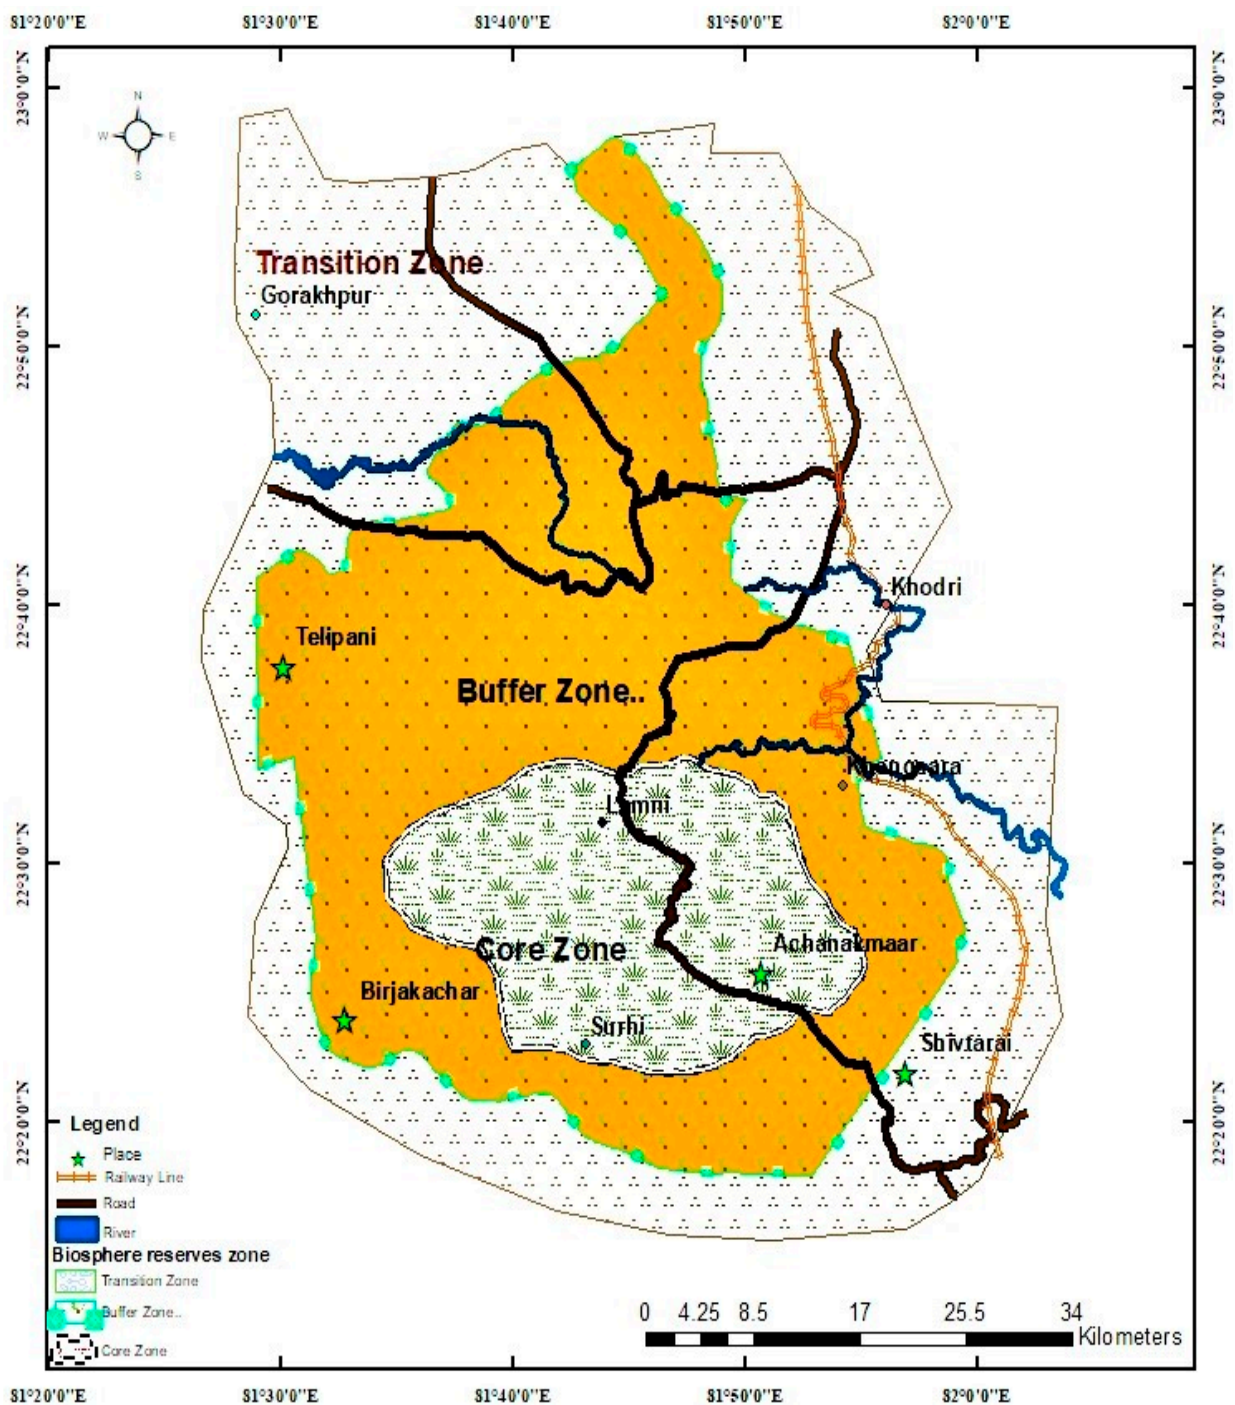 81°20'0"E 81°30'0"E 81°40'0"E 81°50'0"E 82°0'0"E
23°0'0"N
23°0'0"N
N
W E
S
Transition Zone
Gorakhpur
22°50'0"N
22°50'0"N
22°40'0"N
22°40'0"N
Khodri
Telipani
Buffer Zone..
Khongsara
Lamni
22°30'0"N
22°30'0"N
Achanakmaar
Core Zone
Birjakachar
Surhi
Shivtarai
22°20'0"N
22°20'0"N
Legend
Place
Railway Line
Road
River
Biosphere reserves zone
Transition Zone
Buffer Zone..
Core Zone
0 4.25 8.5 17 25.5 34
Kilometers
81°20'0"E 81°30'0"E 81°40'0"E 81°50'0"E 82°0'0"E